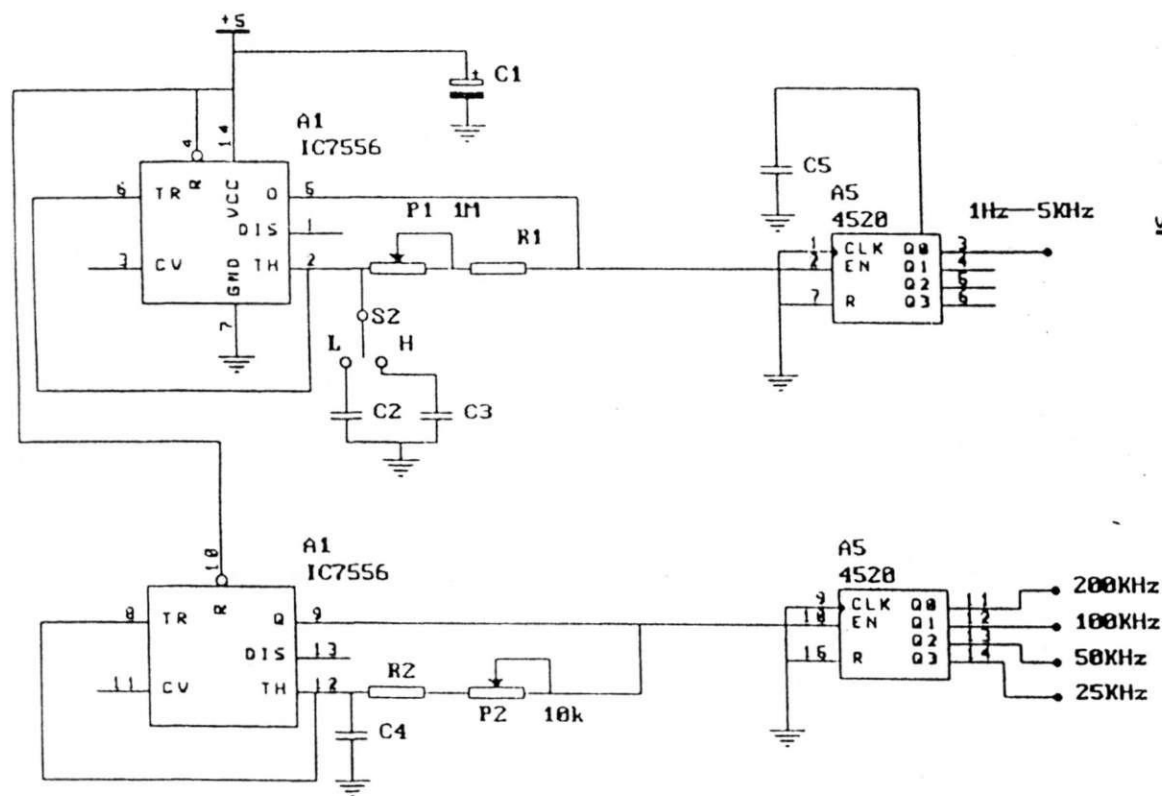 +5
C1
A1
IC7556
4
14
6 TR R VCC Q 5
DIS 1
3 CV TH 2
GND
7
P1 1M
R1
S2
L H
C2 C3
C5
A5
4520
1Hz—5KHz
1 CLK Q0 3
2 EN Q1 4
Q2 5
7 R Q3 6
A1
IC7556
10
8 TR R Q 9
DIS 13
11 CV TH 12
R2
P2 10k
C4
A5
4520
9 CLK Q0 11
10 EN Q1 12
Q2 13
15 R Q3 14
200KHz
100KHz
50KHz
25KHz